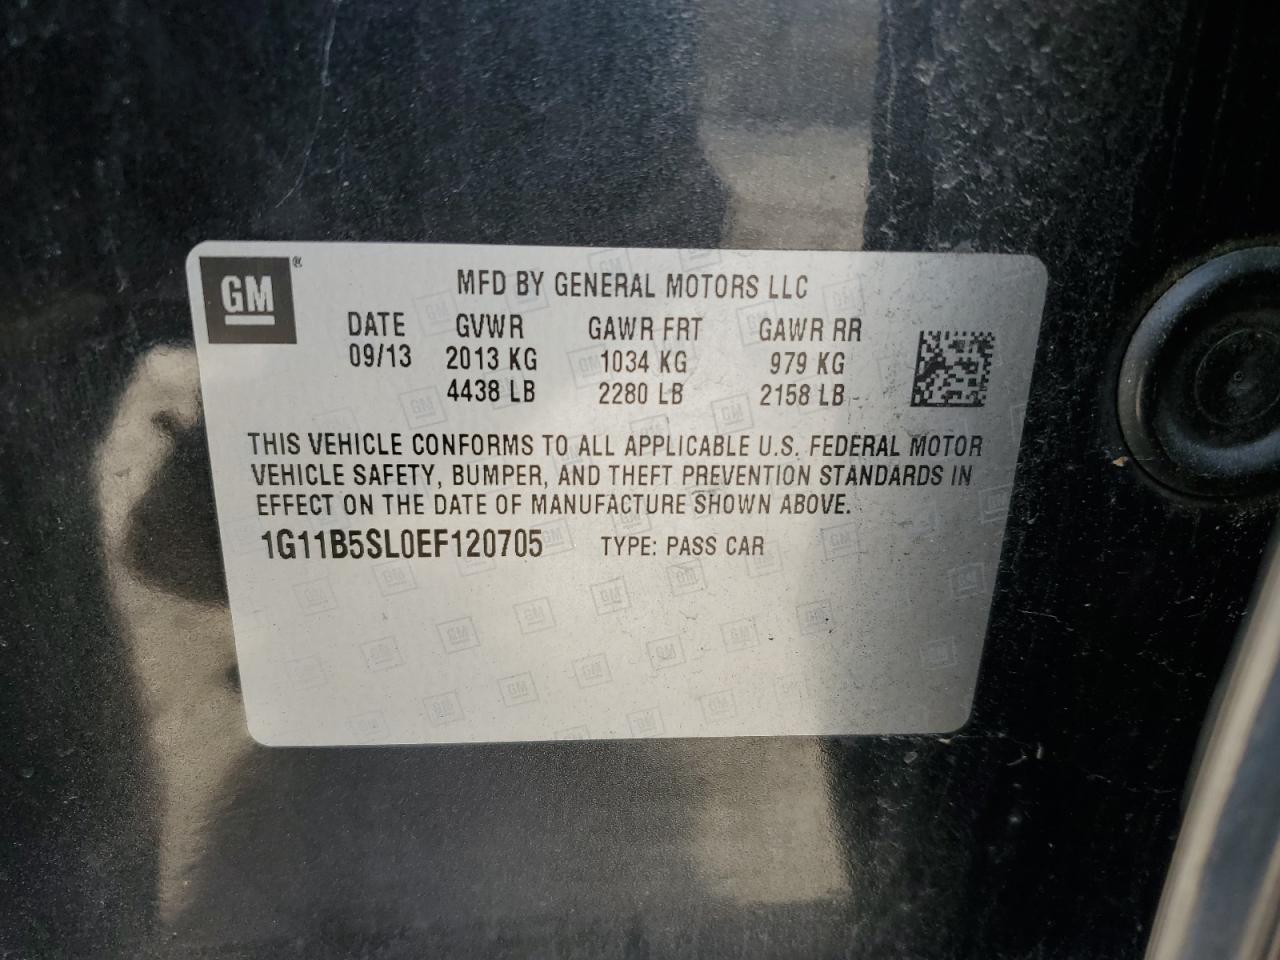 GM®
MFD BY GENERAL MOTORS LLC
DATE GVWR GAWR FRT GAWR RR
09/13 2013 KG 1034 KG 979 KG
4438 LB 2280 LB 2158 LB
THIS VEHICLE CONFORMS TO ALL APPLICABLE U.S. FEDERAL MOTOR
VEHICLE SAFETY, BUMPER, AND THEFT PREVENTION STANDARDS IN
EFFECT ON THE DATE OF MANUFACTURE SHOWN ABOVE.
1G11B5SL0EF120705 TYPE: PASS CAR